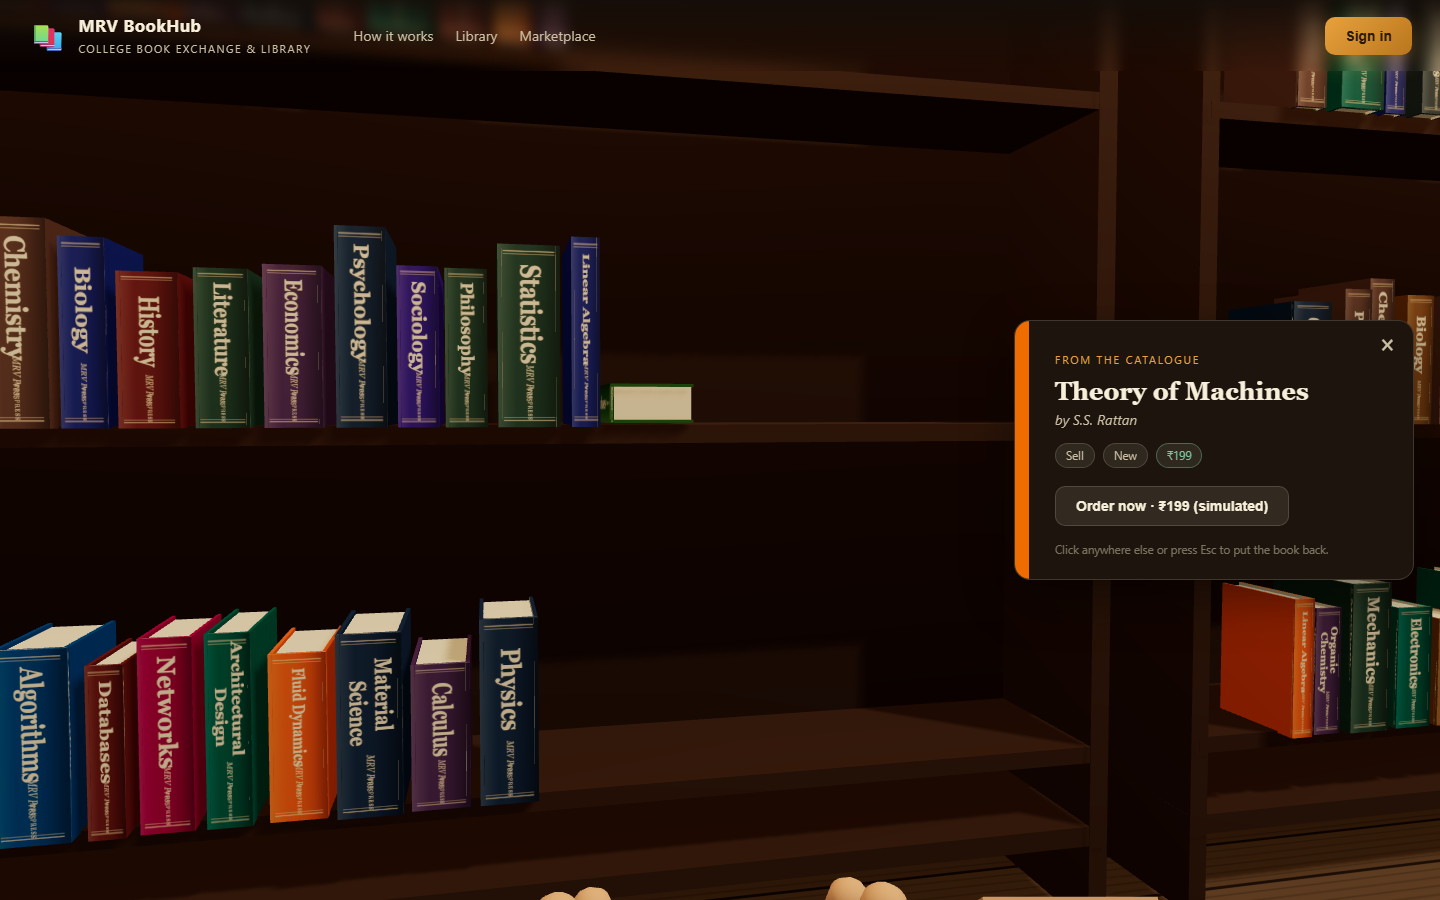 MRV BookHub
COLLEGE BOOK EXCHANGE & LIBRARY
How it works
Library
Marketplace
Sign in
Chemistry
Biology
History
Literature
Economics
Psychology
Sociology
Philosophy
Statistics
Linear Algebra
FROM THE CATALOGUE
Theory of Machines
by S.S. Rattan
Sell
New
₹199
Order now · ₹199 (simulated)
Click anywhere else or press Esc to put the book back.
Biology
Algorithms
Databases
Networks
Architectural
Design
Fluid Dynamics
Material
Science
Calculus
Physics
Linear Algebra
Organic
Chemistry
Mechanics
Electronics